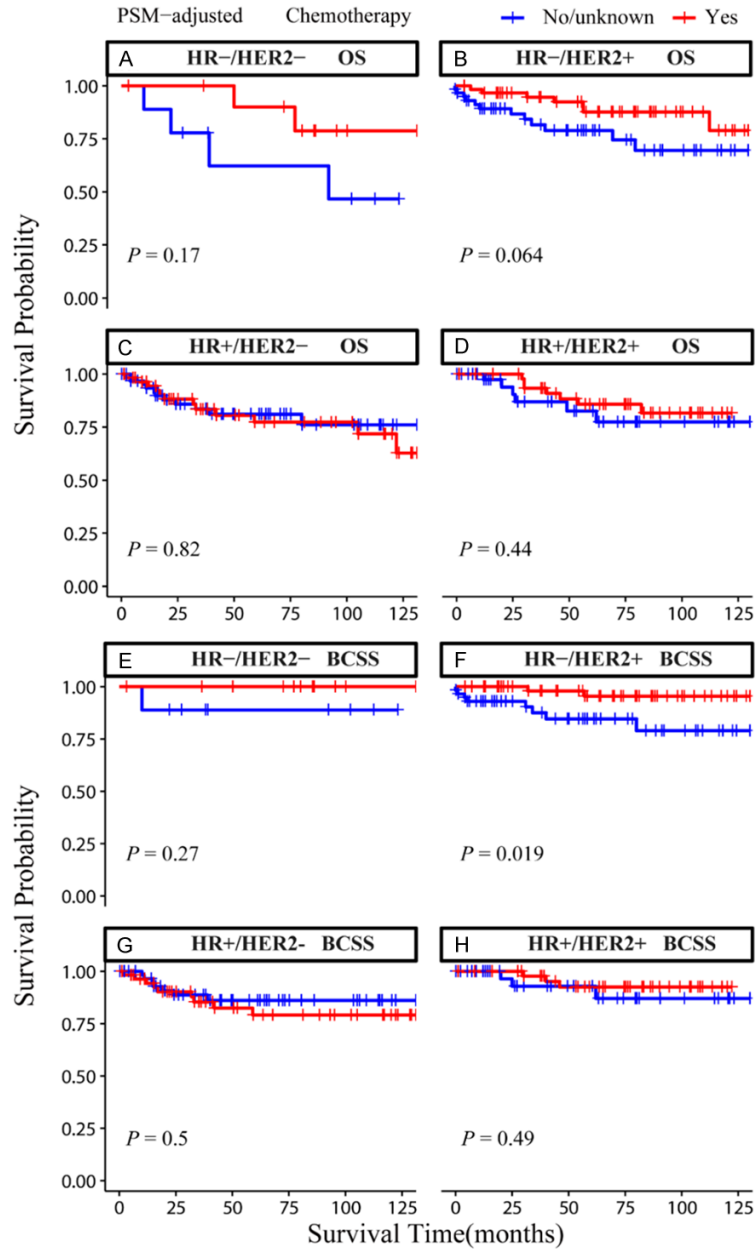 PSM−adjusted Chemotherapy No/unknown Yes
A HR−/HER2− OS B HR−/HER2+ OS
1.00
0.75
0.50
0.25
0.00
P = 0.17 P = 0.064
C HR+/HER2− OS D HR+/HER2+ OS
1.00
0.75
0.50
0.25
0.00
P = 0.82 P = 0.44
0 25 50 75 100 125 0 25 50 75 100 125
Survival Probability
E HR−/HER2− BCSS F HR−/HER2+ BCSS
1.00
0.75
0.50
0.25
0.00
P = 0.27 P = 0.019
G HR+/HER2- BCSS H HR+/HER2+ BCSS
1.00
0.75
0.50
0.25
0.00
P = 0.5 P = 0.49
0 25 50 75 100 125 0 25 50 75 100 125
Survival Probability
Survival Time(months)